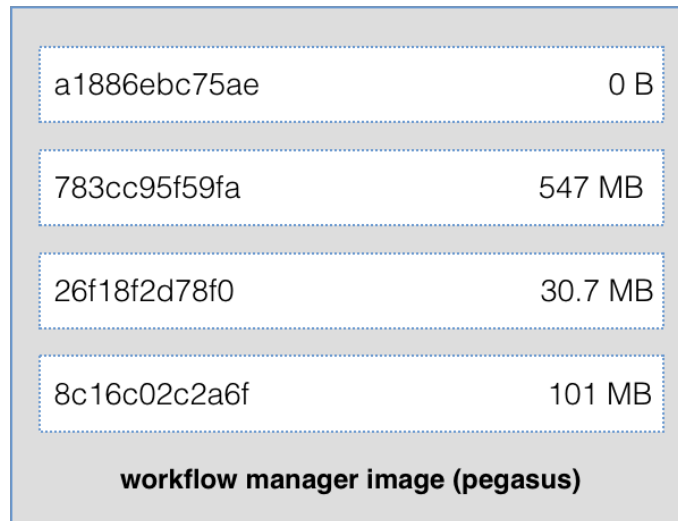 a1886ebc75ae 0 B
783cc95f59fa 547 MB
26f18f2d78f0 30.7 MB
8c16c02c2a6f 101 MB
workflow manager image (pegasus)